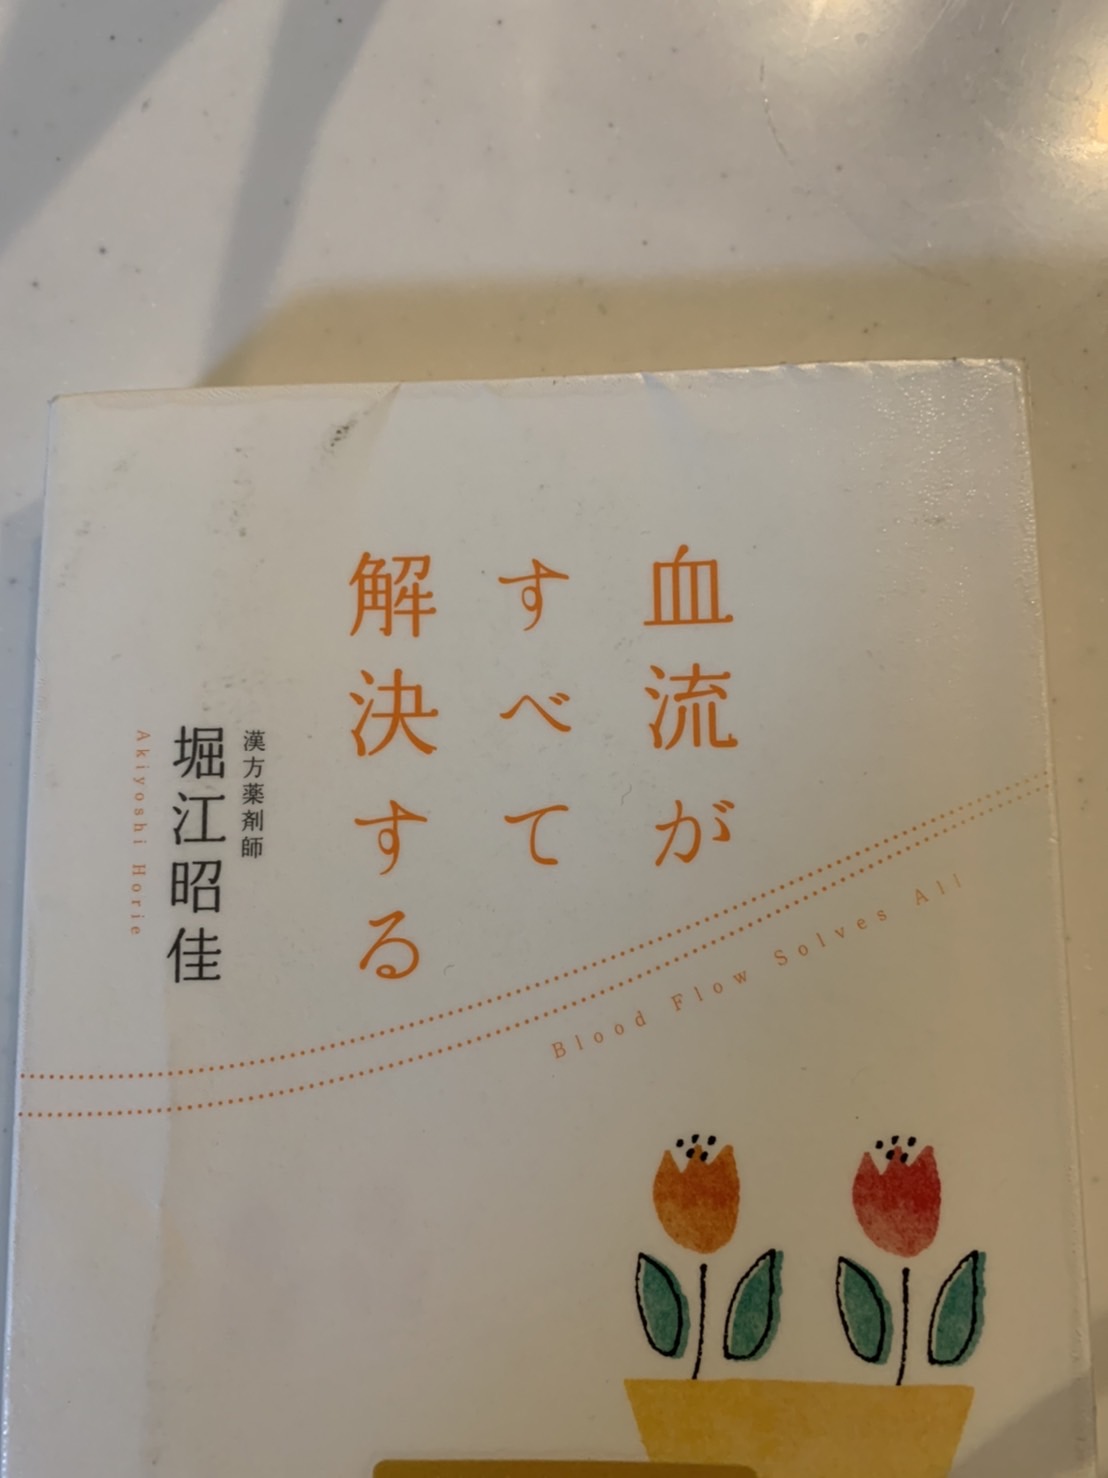 血流が
すべて
解決する
漢方薬剤師
堀江昭佳
Akiyoshi Horie
Blood Flow Solves All